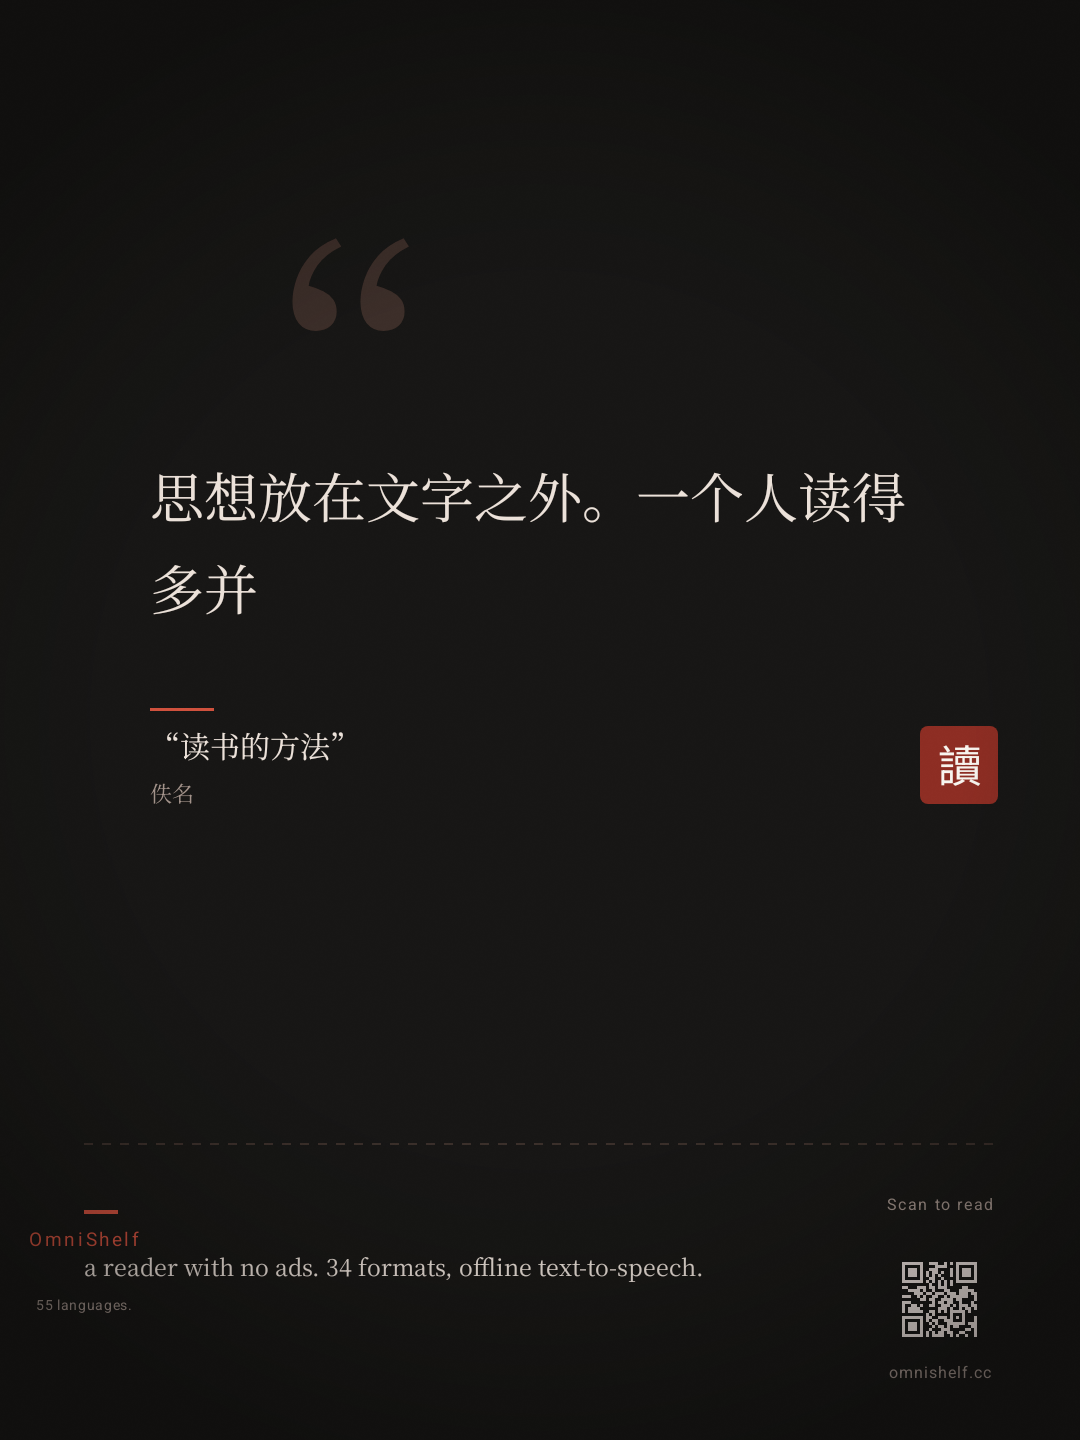 “
思想放在文字之外。一个人读得
多并
“读书的方法”
佚名
讀
OmniShelf
a reader with no ads. 34 formats, offline text-to-speech.
55 languages.
Scan to read
omnishelf.cc